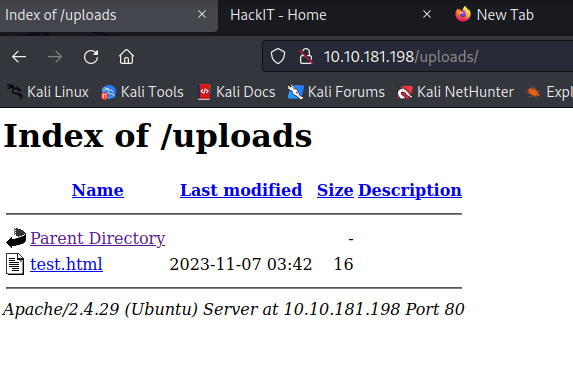 Index of /uploads HackIT - Home New Tab
10.10.181.198/uploads/
Kali Linux Kali Tools Kali Docs Kali Forums Kali NetHunter Expl
Index of /uploads
Name Last modified Size Description
Parent Directory -
test.html 2023-11-07 03:42 16
Apache/2.4.29 (Ubuntu) Server at 10.10.181.198 Port 80